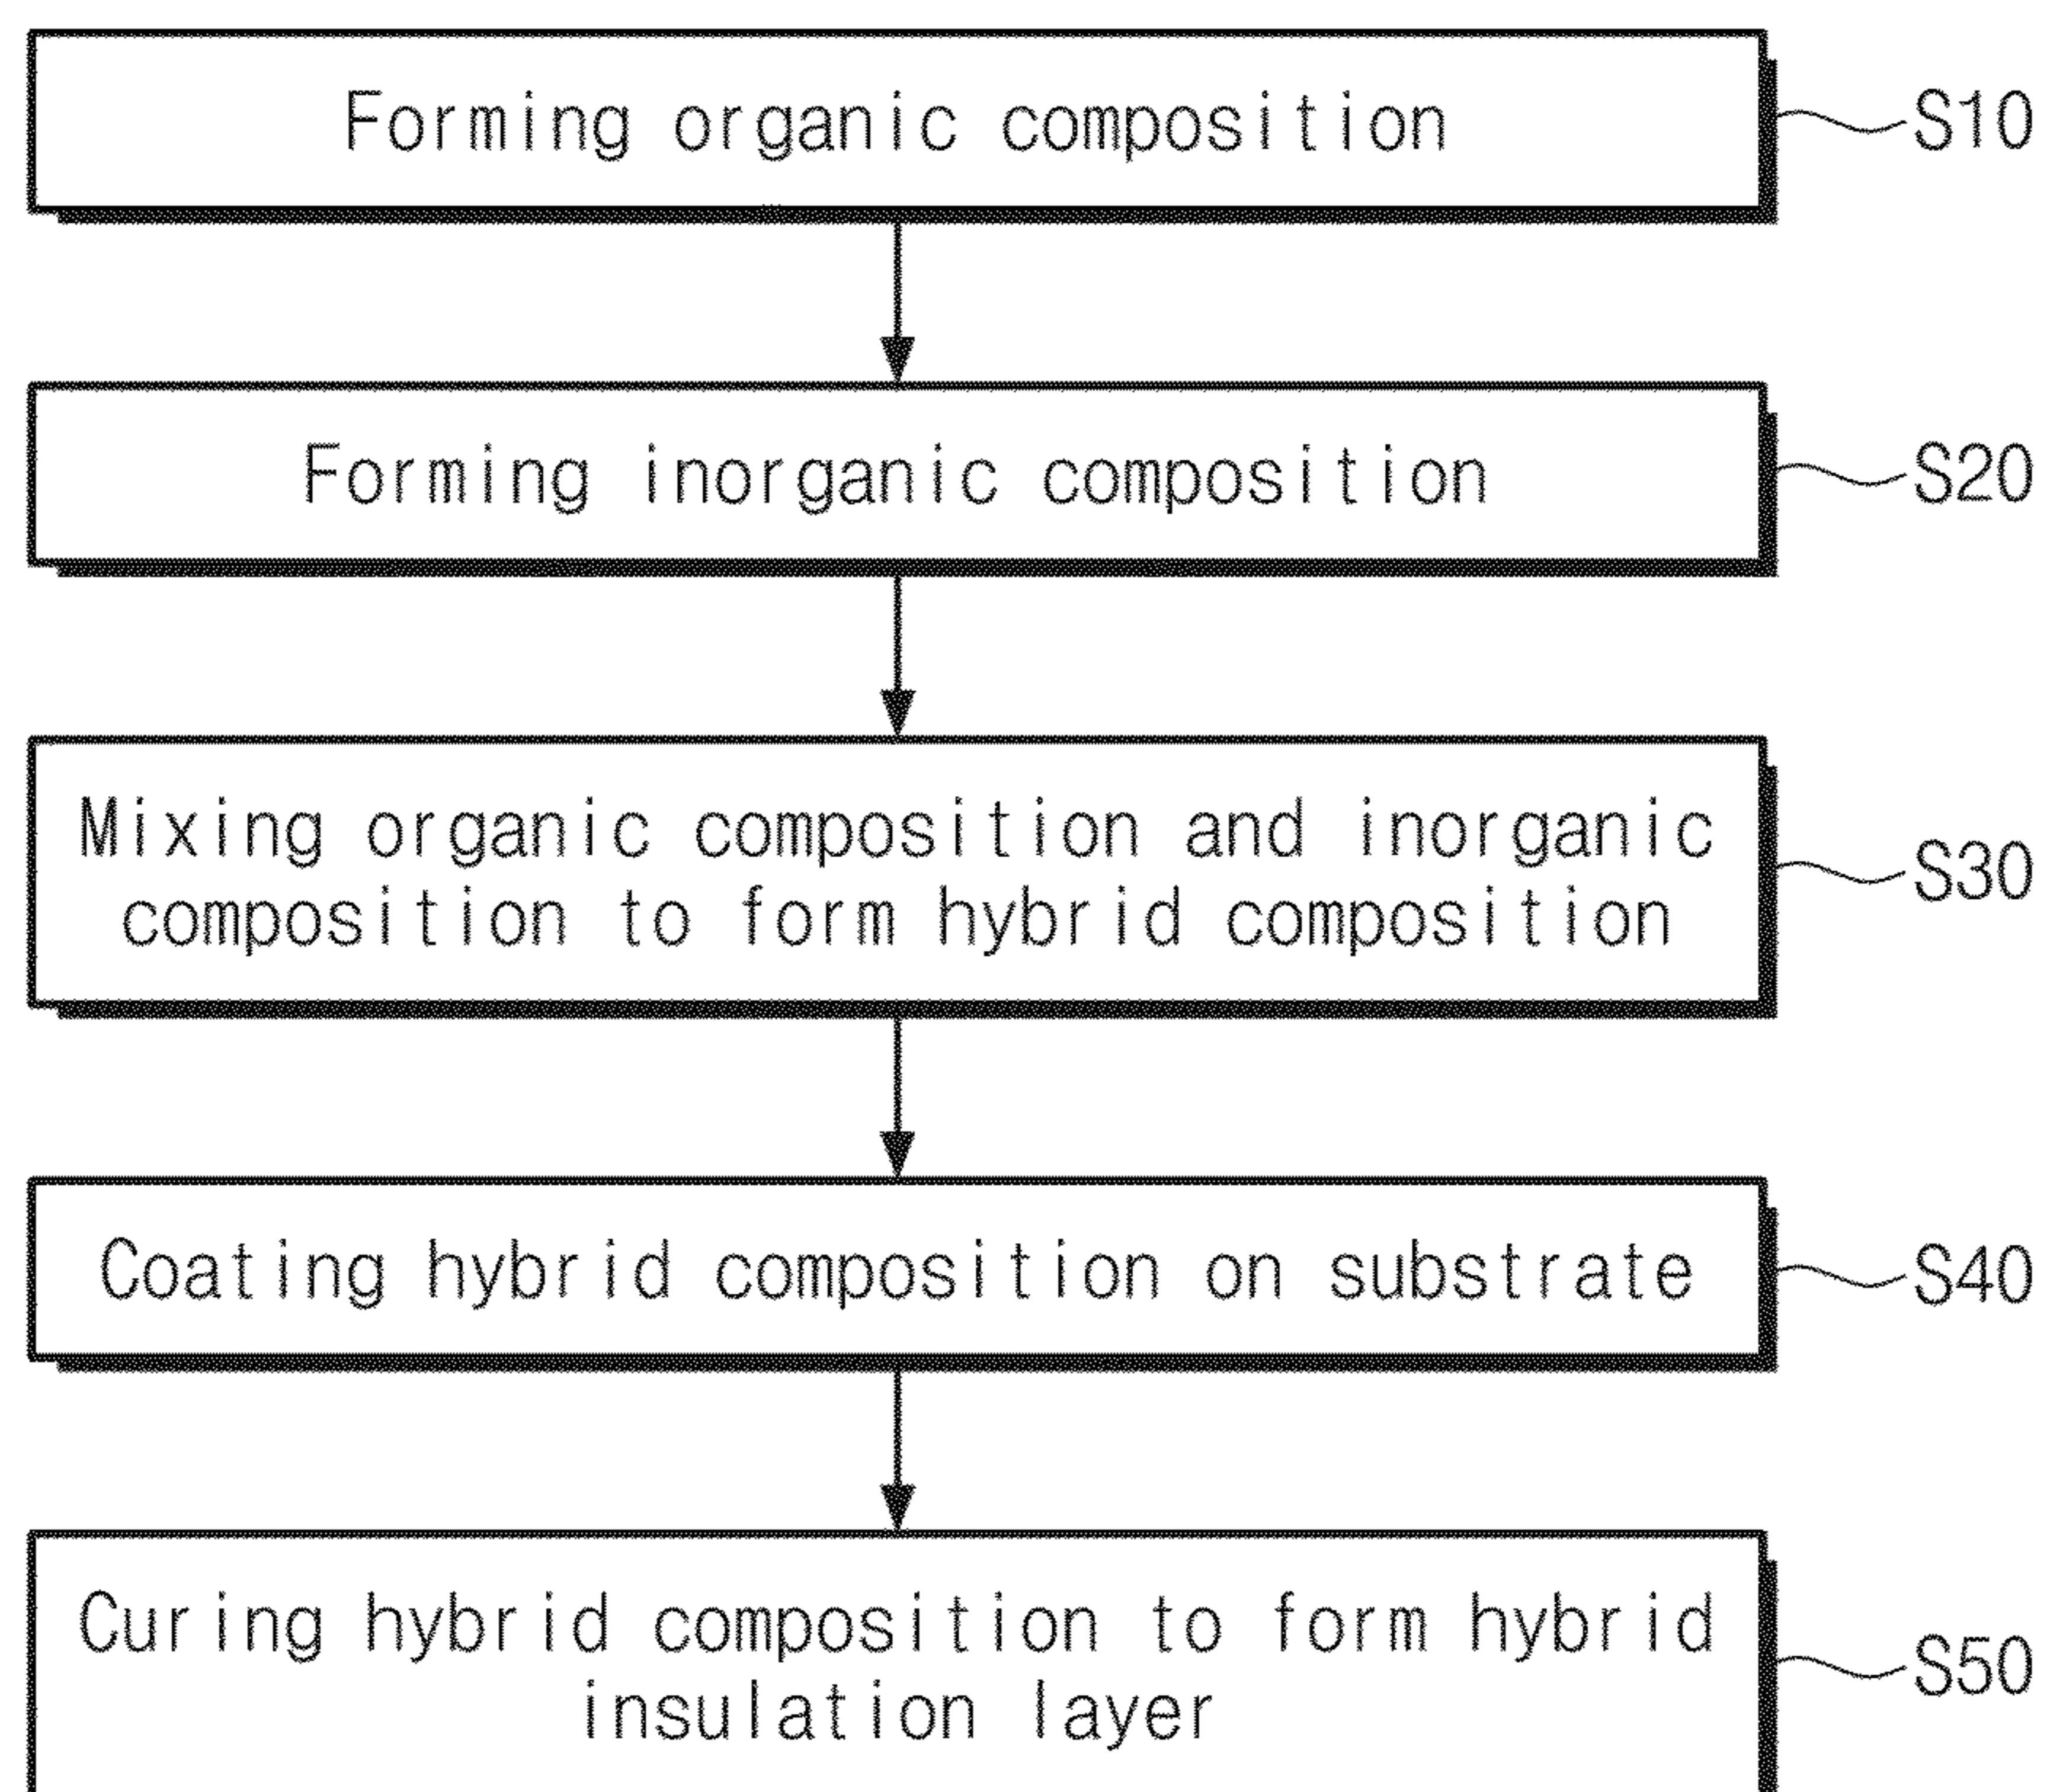 Forming organic composition
S10
Forming inorganic composition
S20
Mixing organic composition and inorganic
composition to form hybrid composition
S30
Coating hybrid composition on substrate
S40
Curing hybrid composition to form hybrid
insulation layer
S50